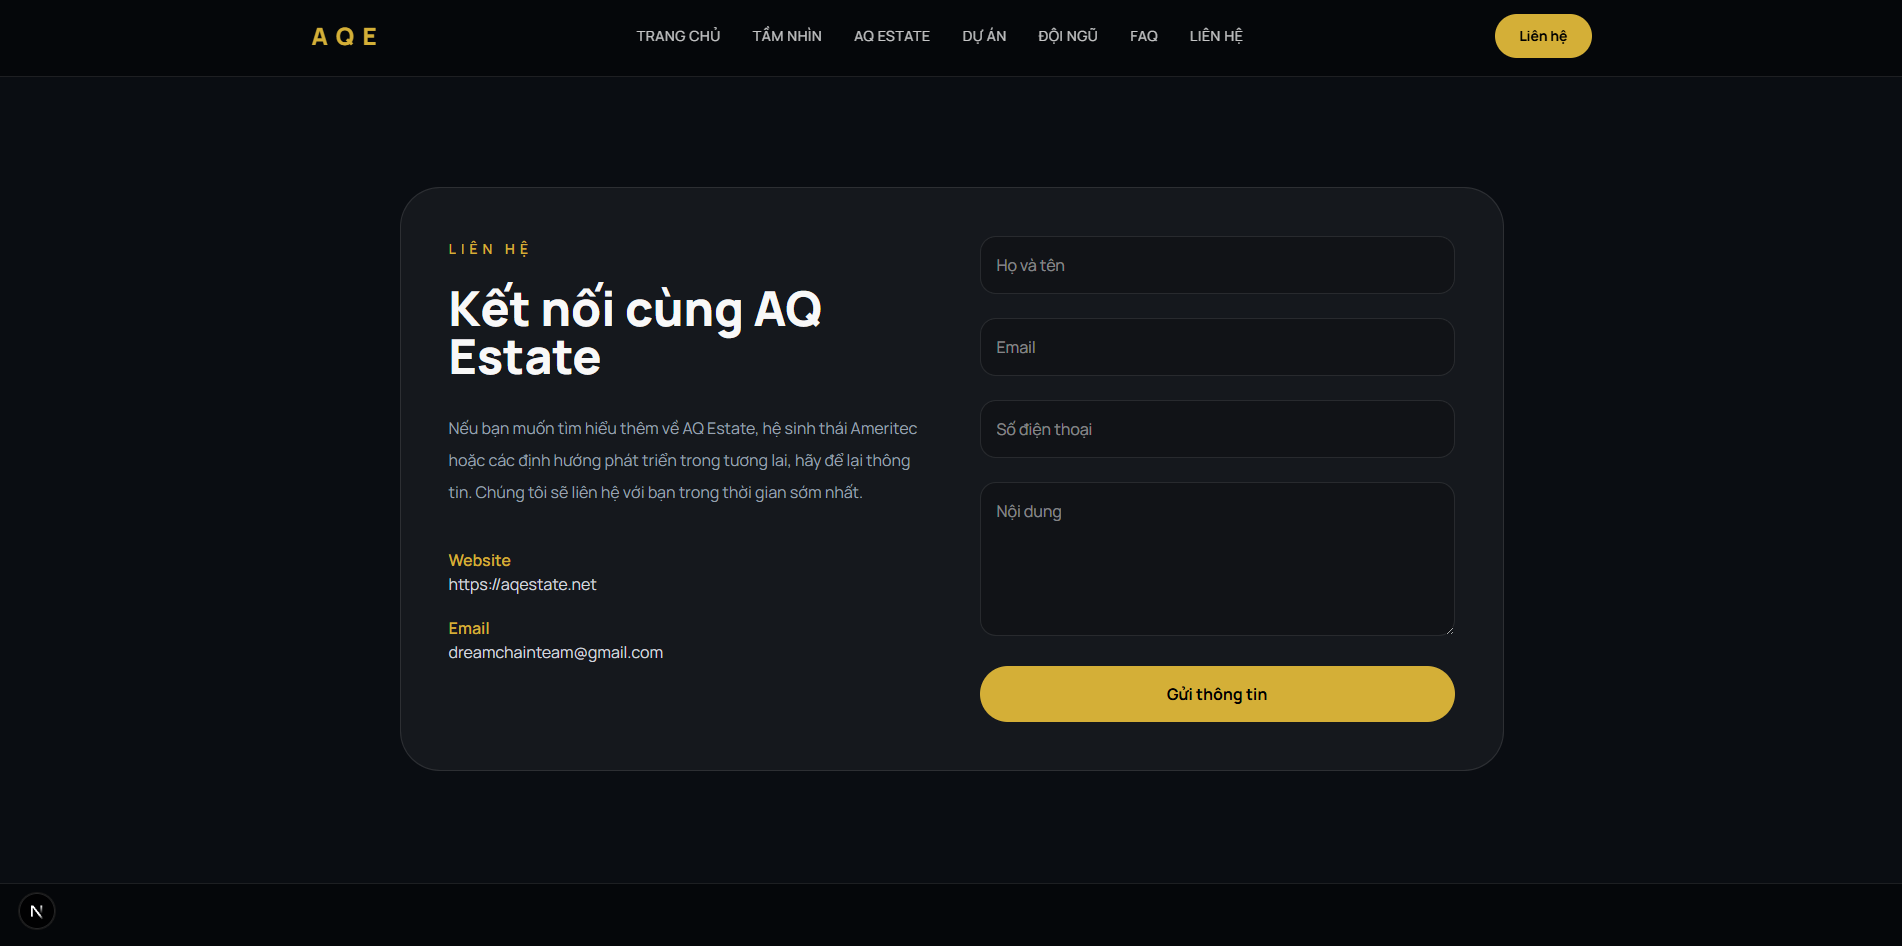 AQE
TRANG CHỦ
TẦM NHÌN
AQ ESTATE
DỰ ÁN
ĐỘI NGŨ
FAQ
LIÊN HỆ
Liên hệ
LIÊN HỆ
Kết nối cùng AQ
Estate
Nếu bạn muốn tìm hiểu thêm về AQ Estate, hệ sinh thái Ameritec
hoặc các định hướng phát triển trong tương lai, hãy để lại thông
tin. Chúng tôi sẽ liên hệ với bạn trong thời gian sớm nhất.
Website
https://aqestate.net
Email
dreamchainteam@gmail.com
Họ và tên
Email
Số điện thoại
Nội dung
Gửi thông tin
N